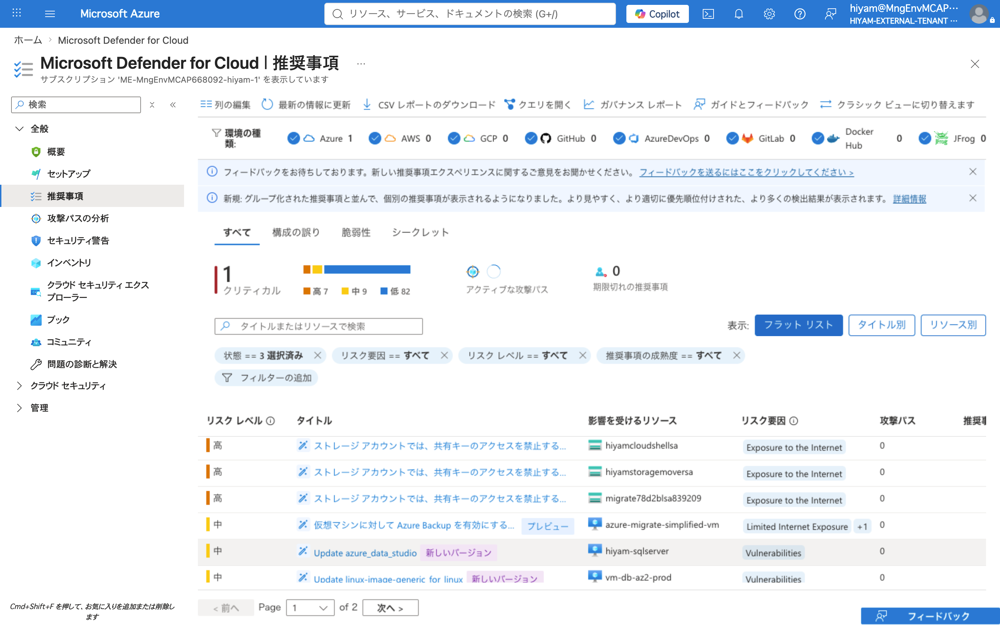 Microsoft Azure
リソース、サービス、ドキュメントの検索 (G+/)
Copilot
hiyam@MngEnvMCAP···
HIYAM-EXTERNAL-TENANT ···
ホーム > Microsoft Defender for Cloud
Microsoft Defender for Cloud | 推奨事項 ···
サブスクリプション 'ME-MngEnvMCAP668092-hiyam-1' を表示しています
検索
全般
概要
セットアップ
推奨事項
攻撃パスの分析
セキュリティ警告
インベントリ
クラウド セキュリティ エクス
プローラー
ブック
コミュニティ
問題の診断と解決
クラウド セキュリティ
管理
Cmd+Shift+F を押して、お気に入りを追加または削除し
ます
列の編集 最新の情報に更新 CSV レポートのダウンロード クエリを開く ガバナンス レポート ガイドとフィードバック クラシック ビューに切り替えます
環境の種
類:
Azure 1 AWS 0 GCP 0 GitHub 0 AzureDevOps 0 GitLab 0 Docker Hub 0 JFrog 0
フィードバックをお待ちしております。新しい推奨事項エクスペリエンスに関するご意見をお聞かせください。 フィードバックを送るにはここをクリックしてください >
新規: グループ化された推奨事項と並んで、個別の推奨事項が表示されるようになりました。より見やすく、より適切に優先順位付けされた、より多くの検出結果が表示されます。 詳細情報
すべて 構成の誤り 脆弱性 シークレット
1
クリティカル
高 7 中 9 低 82
アクティブな攻撃パス
0
期限切れの推奨事項
タイトルまたはリソースで検索
表示: フラット リスト タイトル別 リソース別
状態 == 3 選択済み リスク要因 == すべて リスク レベル == すべて 推奨事項の成熟度 == すべて
フィルターの追加
リスク レベル タイトル 影響を受けるリソース リスク要因 攻撃パス 推奨事
高 ストレージ アカウントでは、共有キーのアクセスを禁止する... hiyamcloudshellsa Exposure to the Internet 0
高 ストレージ アカウントでは、共有キーのアクセスを禁止する... hiyamstoragemoversa Exposure to the Internet 0
高 ストレージ アカウントでは、共有キーのアクセスを禁止する... migrate78d2blsa839209 Exposure to the Internet 0
中 仮想マシンに対して Azure Backup を有効にする... プレビュー azure-migrate-simplified-vm Limited Internet Exposure +1 0
中 Update azure_data_studio 新しいバージョン hiyam-sqlserver Vulnerabilities 0
中 Update linux-image-generic_for_linux 新しいバージョン vm-db-az2-prod Vulnerabilities 0
< 前へ Page 1 of 2 次へ >
フィードバック